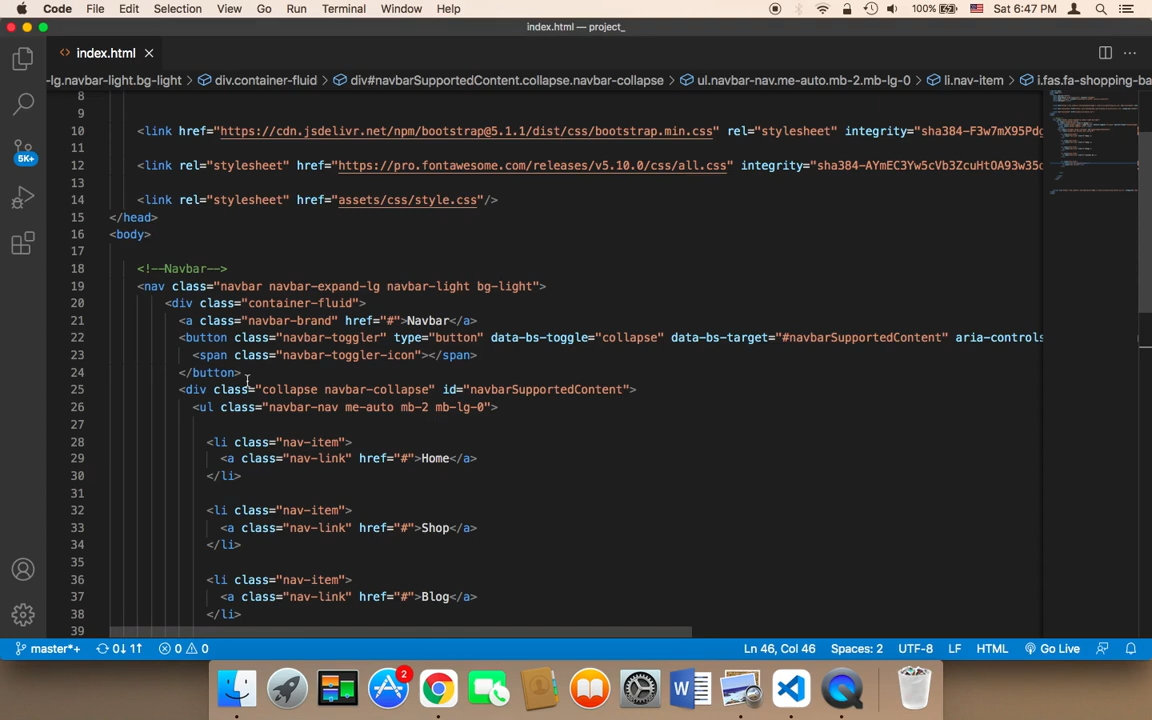 Code File Edit Selection View Go Run Terminal Window Help 100% Sat 6:47 PM
index.html — project_
index.html
-lg.navbar-light.bg-light > div.container-fluid > div#navbarSupportedContent.collapse.navbar-collapse > ul.navbar-nav.me-auto.mb-2.mb-lg-0 > li.nav-item > i.fas.fa-shopping-ba
8
9
10 <link href="https://cdn.jsdelivr.net/npm/bootstrap@5.1.1/dist/css/bootstrap.min.css" rel="stylesheet" integrity="sha384-F3w7mX95Pdg
11
12 <link rel="stylesheet" href="https://pro.fontawesome.com/releases/v5.10.0/css/all.css" integrity="sha384-AYmEC3Yw5cVb3ZcuHtOA93w35d
13
14 <link rel="stylesheet" href="assets/css/style.css"/>
15 </head>
16 <body>
17
18 <!--Navbar-->
19 <nav class="navbar navbar-expand-lg navbar-light bg-light">
20 <div class="container-fluid">
21 <a class="navbar-brand" href="#">Navbar</a>
22 <button class="navbar-toggler" type="button" data-bs-toggle="collapse" data-bs-target="#navbarSupportedContent" aria-controls
23 <span class="navbar-toggler-icon"></span>
24 </button>
25 <div class="collapse navbar-collapse" id="navbarSupportedContent">
26 <ul class="navbar-nav me-auto mb-2 mb-lg-0">
27
28 <li class="nav-item">
29 <a class="nav-link" href="#">Home</a>
30 </li>
31
32 <li class="nav-item">
33 <a class="nav-link" href="#">Shop</a>
34 </li>
35
36 <li class="nav-item">
37 <a class="nav-link" href="#">Blog</a>
38 </li>
39
5K+
master*+ 0↓ 1↑ 0 0 Ln 46, Col 46 Spaces: 2 UTF-8 LF HTML Go Live
2